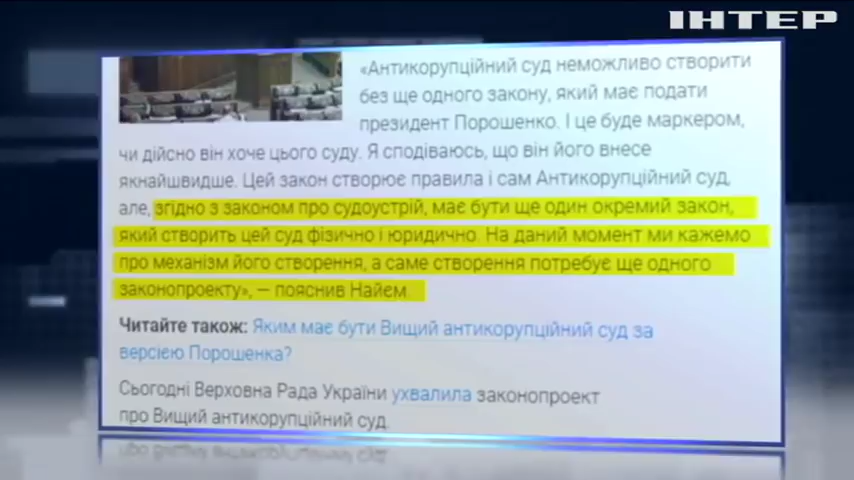 ІНТЕР
«Антикорупційний суд неможливо створити
без ще одного закону, який має подати
президент Порошенко. І це буде маркером,
чи дійсно він хоче цього суду. Я сподіваюсь, що він його внесе
якнайшвидше. Цей закон створює правила і сам Антикорупційний суд,
але, згідно з законом про судоустрій, має бути ще один окремий закон,
який створить цей суд фізично і юридично. На даний момент ми кажемо
про механізм його створення, а саме створення потребує ще одного
законопроекту», — пояснив Найєм.
Читайте також: Яким має бути Вищий антикорупційний суд за
версією Порошенка?
Сьогодні Верховна Рада України ухвалила законопроект
про Вищий антикорупційний суд.